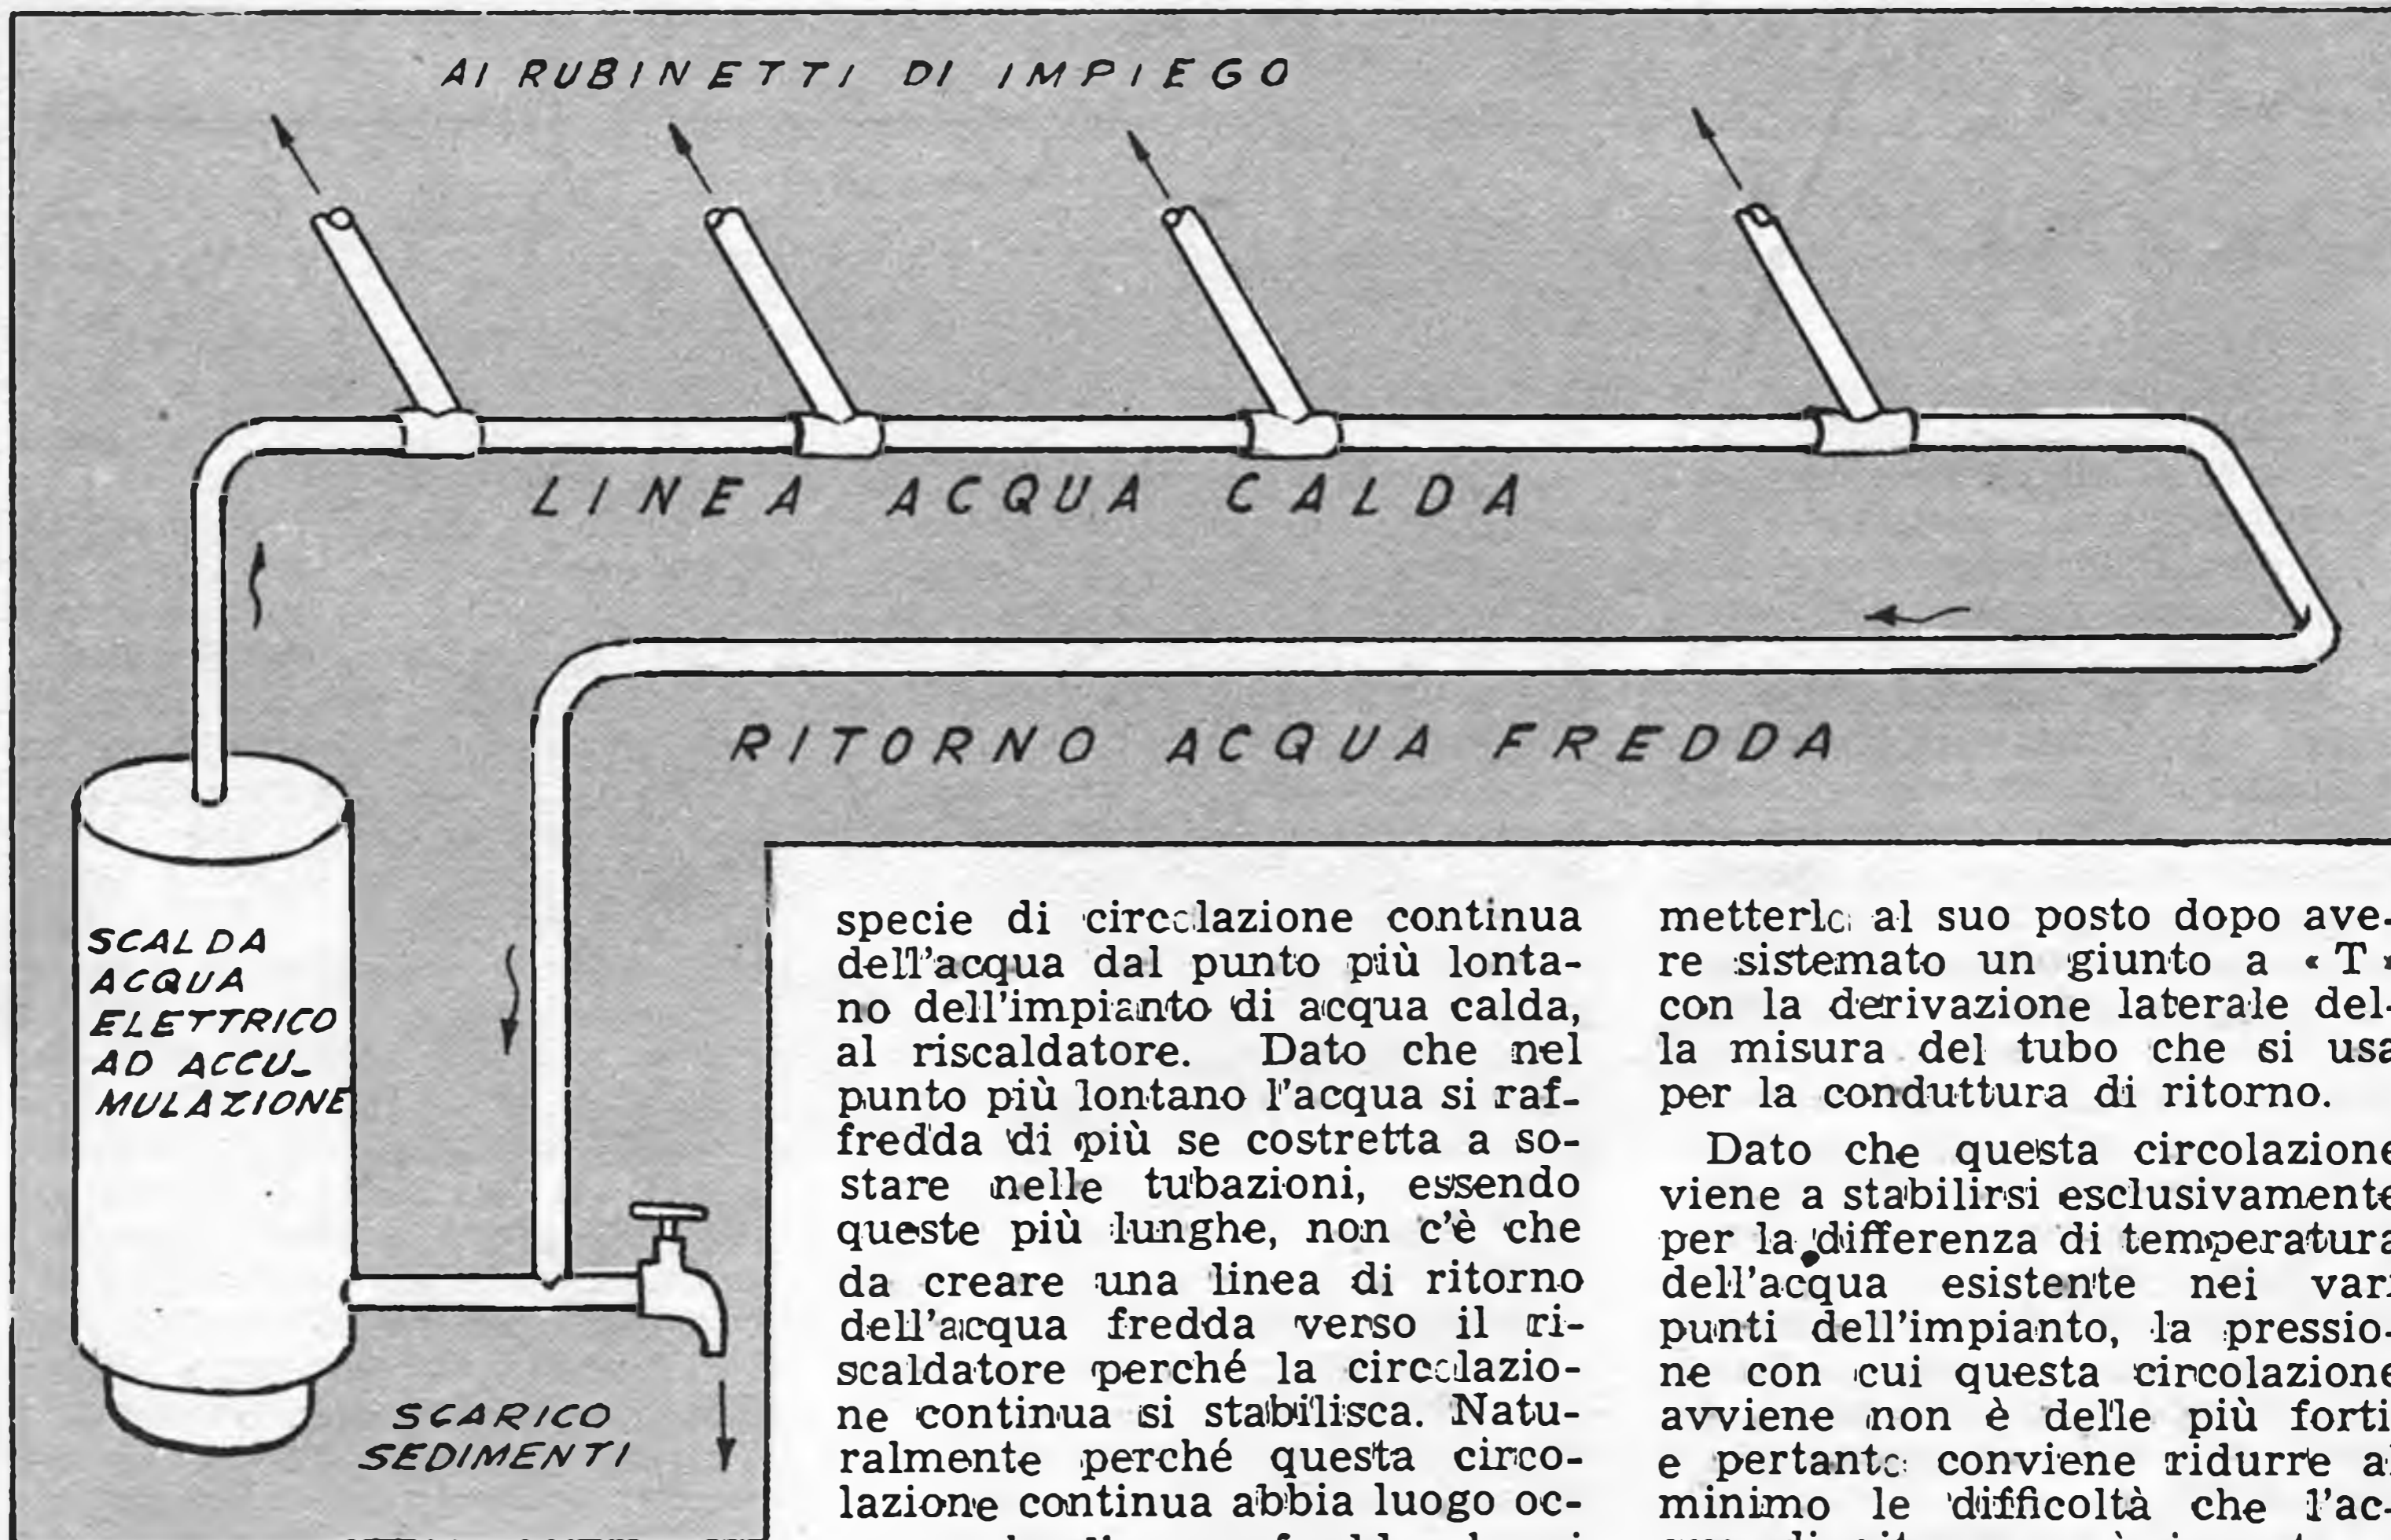 AI RUBINETTI DI IMPIEGO
LINEA ACQUA CALDA
RITORNO ACQUA FREDDA
SCALDA
ACQUA
ELETTRICO
AD ACCU-
MULAZIONE
SCARICO
SEDIMENTI
specie di circolazione continua
dell'acqua dal punto più lonta-
no dell'impianto di acqua calda,
al riscaldatore. Dato che nel
punto più lontano l'acqua si raf-
fredda di più se costretta a so-
stare nelle tubazioni, essendo
queste più lunghe, non c'è che
da creare una linea di ritorno
dell'acqua fredda verso il ri-
scaldatore perché la circolazio-
ne continua si stabilisca. Natu-
ralmente perché questa circo-
lazione continua abbia luogo oc-
metterlo al suo posto dopo ave-
re sistemato un giunto a « T »
con la derivazione laterale del-
la misura del tubo che si usa
per la conduttura di ritorno.
Dato che questa circolazione
viene a stabilirsi esclusivamente
per la differenza di temperatura
dell'acqua esistente nei vari
punti dell'impianto, la pressio-
ne con cui questa circolazione
avviene non è delle più forti
e pertanto conviene ridurre al
minimo le difficoltà che l'ac-